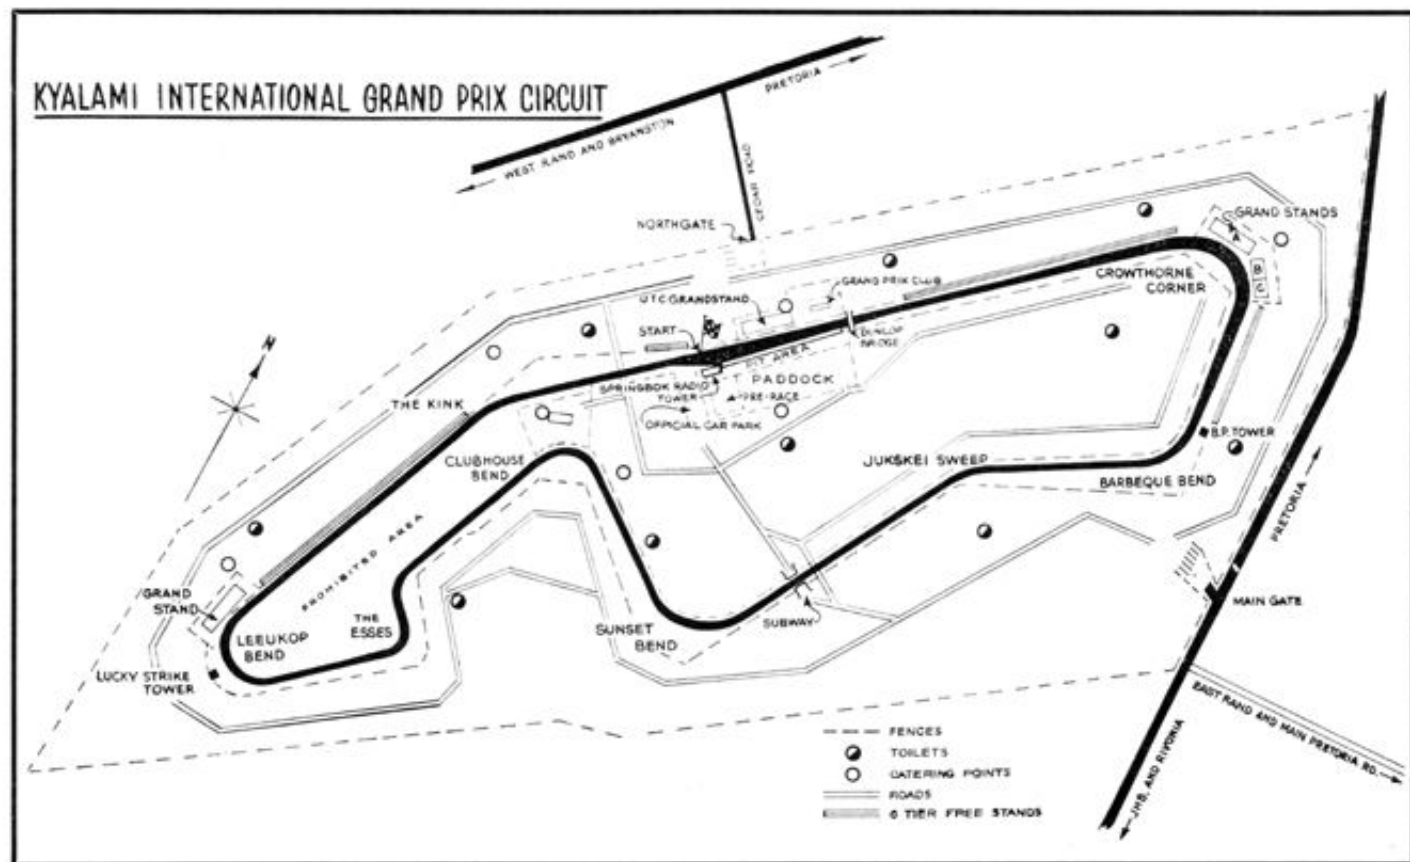 KYALAMI INTERNATIONAL GRAND PRIX CIRCUIT
WEST RAND AND BRYANSTON
PRETORIA
CEDAR ROAD
NORTHGATE
GRAND STANDS
B
C
CROWTHORNE
CORNER
GRAND PRIX CLUB
UTC GRANDSTAND
START
DUNLOP
BRIDGE
PIT AREA
N
SPRINGBOK RADIO
TOWER
PADDOCK
PRE-RACE
OFFICIAL CAR PARK
THE KINK
CLUBHOUSE
BEND
JUKSKEI SWEEP
B.P. TOWER
BARBEQUE BEND
PRETORIA
PROHIBITED AREA
GRAND
STAND
THE
ESSES
LEEUKOP
BEND
LUCKY STRIKE
TOWER
SUNSET
BEND
SUBWAY
MAIN GATE
EAST RAND AND MAIN PRETORIA RD.
JHB. AND RIVONIA
FENCES
TOILETS
CATERING POINTS
ROADS
6 TIER FREE STANDS